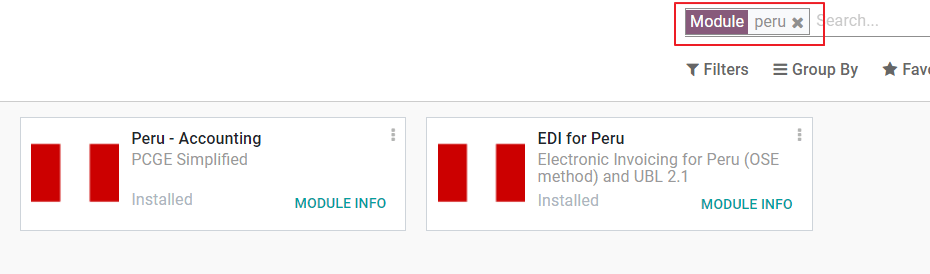 Module peru Search...
Filters Group By
Peru - Accounting
PCGE Simplified
Installed
MODULE INFO
EDI for Peru
Electronic Invoicing for Peru (OSE
method) and UBL 2.1
Installed
MODULE INFO